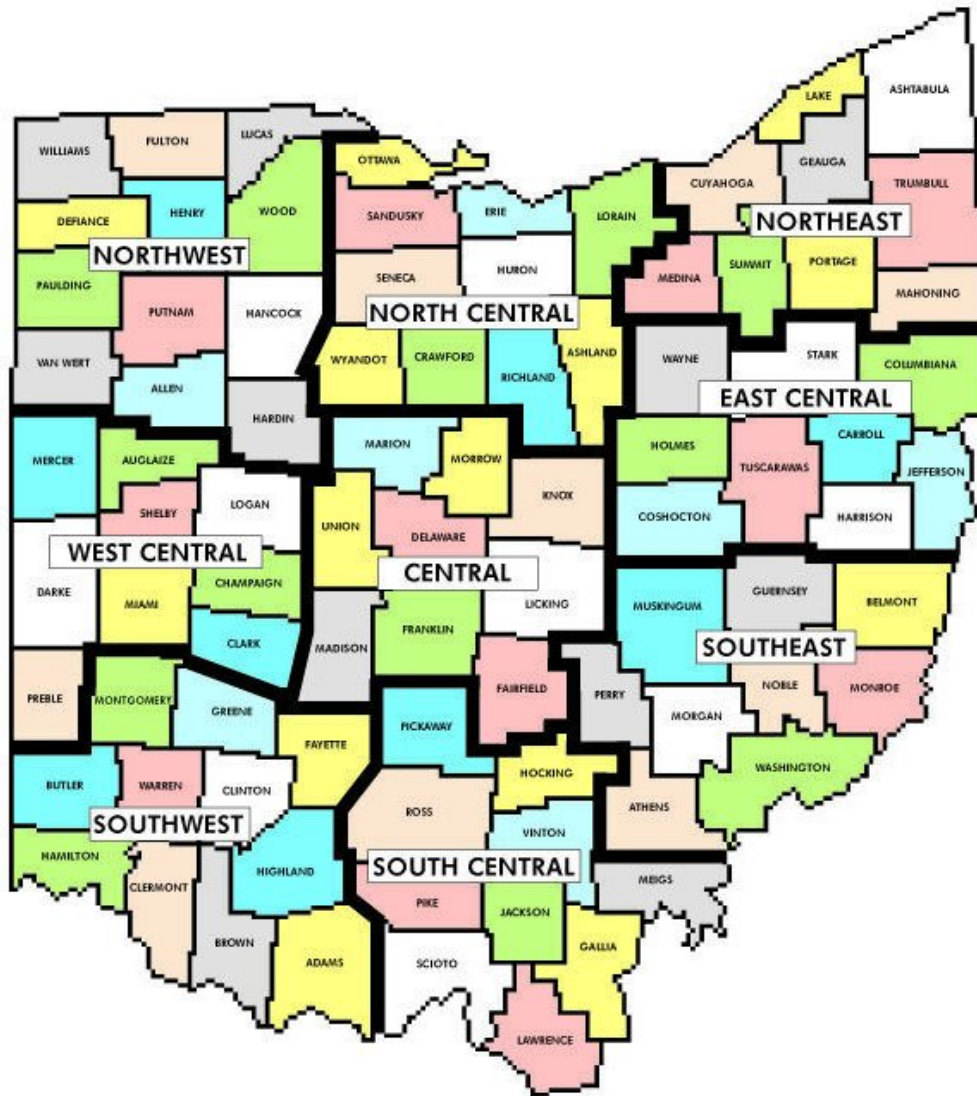 ASHTABULA
LAKE
LUCAS
FULTON
WILLIAMS
OTTAWA
GEAUGA
CUYAHOGA
TRUMBULL
HENRY
WOOD
SANDUSKY
ERIE
LORAIN
DEFIANCE
NORTHEAST
NORTHWEST
SENECA
HURON
MEDINA
SUMMIT
PORTAGE
PAULDING
PUTNAM
HANCOCK
MAHONING
NORTH CENTRAL
VAN WERT
ALLEN
WYANDOT
CRAWFORD
RICHLAND
ASHLAND
WAYNE
STARK
COLUMBIANA
EAST CENTRAL
HARDIN
MERCER
AUGLAIZE
MARION
MORROW
HOLMES
TUSCARAWAS
CARROLL
JEFFERSON
LOGAN
KNOX
SHELBY
UNION
DELAWARE
COSHOCTON
HARRISON
WEST CENTRAL
CENTRAL
DARKE
MIAMI
CHAMPAIGN
LICKING
MUSKINGUM
GUERNSEY
BELMONT
CLARK
MADISON
FRANKLIN
SOUTHEAST
PREBLE
MONTGOMERY
GREENE
FAIRFIELD
PERRY
NOBLE
MONROE
PICKAWAY
MORGAN
FAYETTE
BUTLER
WARREN
CLINTON
HOCKING
WASHINGTON
ROSS
ATHENS
SOUTHWEST
VINTON
HAMILTON
CLERMONT
HIGHLAND
SOUTH CENTRAL
MEIGS
PIKE
JACKSON
BROWN
ADAMS
SCIOTO
GALLIA
LAWRENCE